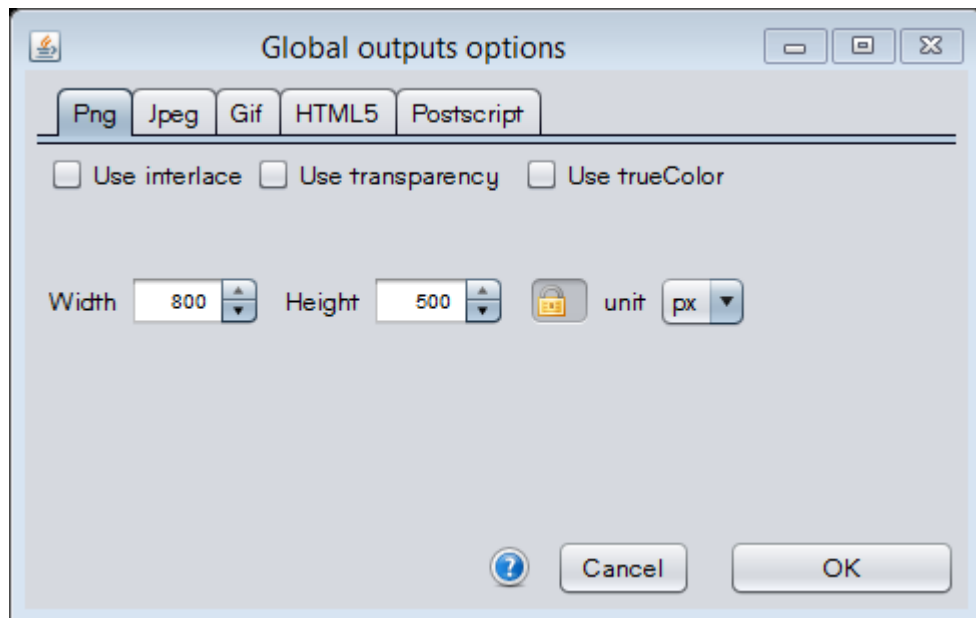 Global outputs options
Png Jpeg Gif HTML5 Postscript
Use interlace Use transparency Use trueColor
Width 800 Height 500 unit px
? Cancel OK